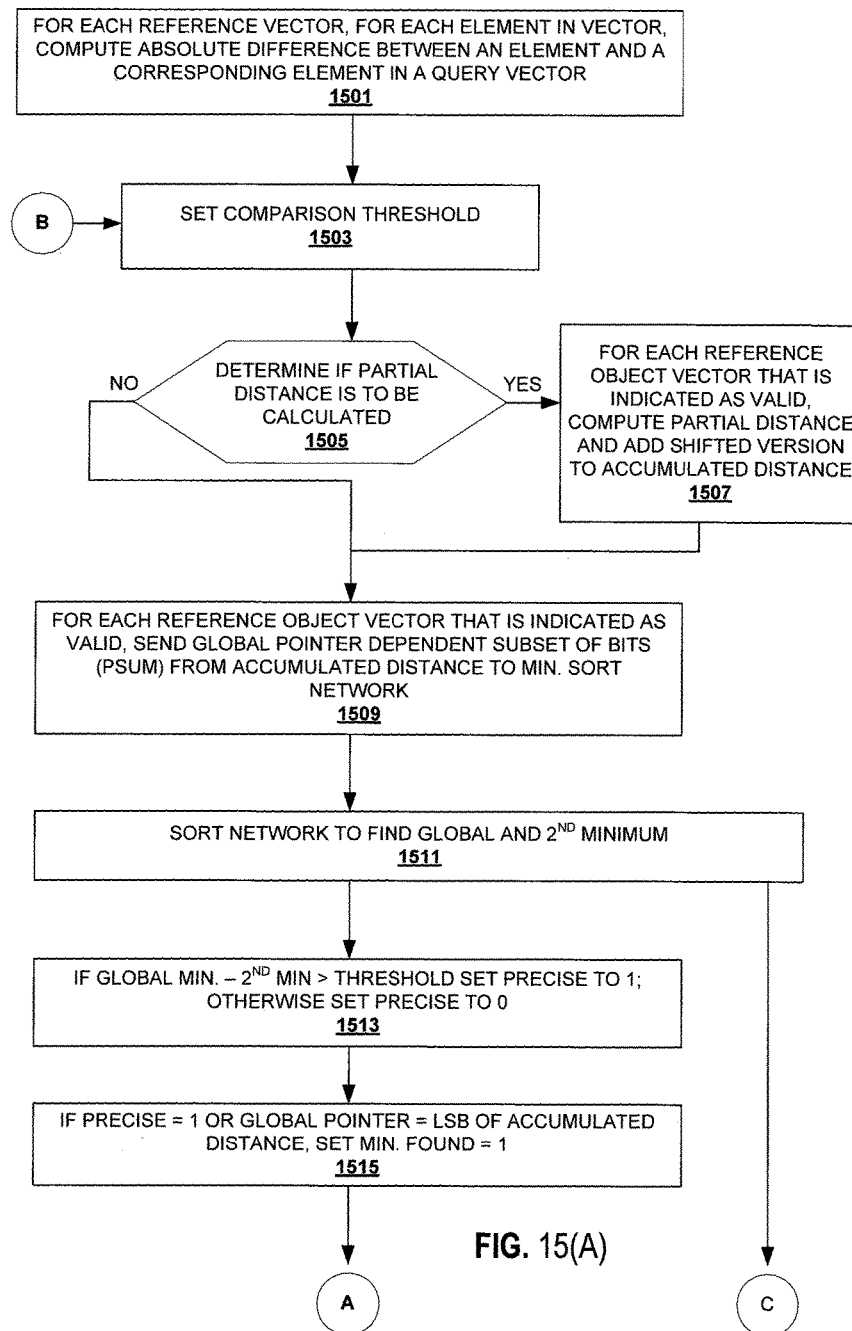 FOR EACH REFERENCE VECTOR, FOR EACH ELEMENT IN VECTOR,
COMPUTE ABSOLUTE DIFFERENCE BETWEEN AN ELEMENT AND A
CORRESPONDING ELEMENT IN A QUERY VECTOR
1501
B
SET COMPARISON THRESHOLD
1503
NO
DETERMINE IF PARTIAL
DISTANCE IS TO BE
CALCULATED
1505
YES
FOR EACH REFERENCE
OBJECT VECTOR THAT IS
INDICATED AS VALID,
COMPUTE PARTIAL DISTANCE
AND ADD SHIFTED VERSION
TO ACCUMULATED DISTANCE
1507
FOR EACH REFERENCE OBJECT VECTOR THAT IS INDICATED AS
VALID, SEND GLOBAL POINTER DEPENDENT SUBSET OF BITS
(PSUM) FROM ACCUMULATED DISTANCE TO MIN. SORT
NETWORK
1509
SORT NETWORK TO FIND GLOBAL AND 2ND MINIMUM
1511
IF GLOBAL MIN. – 2ND MIN > THRESHOLD SET PRECISE TO 1;
OTHERWISE SET PRECISE TO 0
1513
IF PRECISE = 1 OR GLOBAL POINTER = LSB OF ACCUMULATED
DISTANCE, SET MIN. FOUND = 1
1515
FIG. 15(A)
A
C